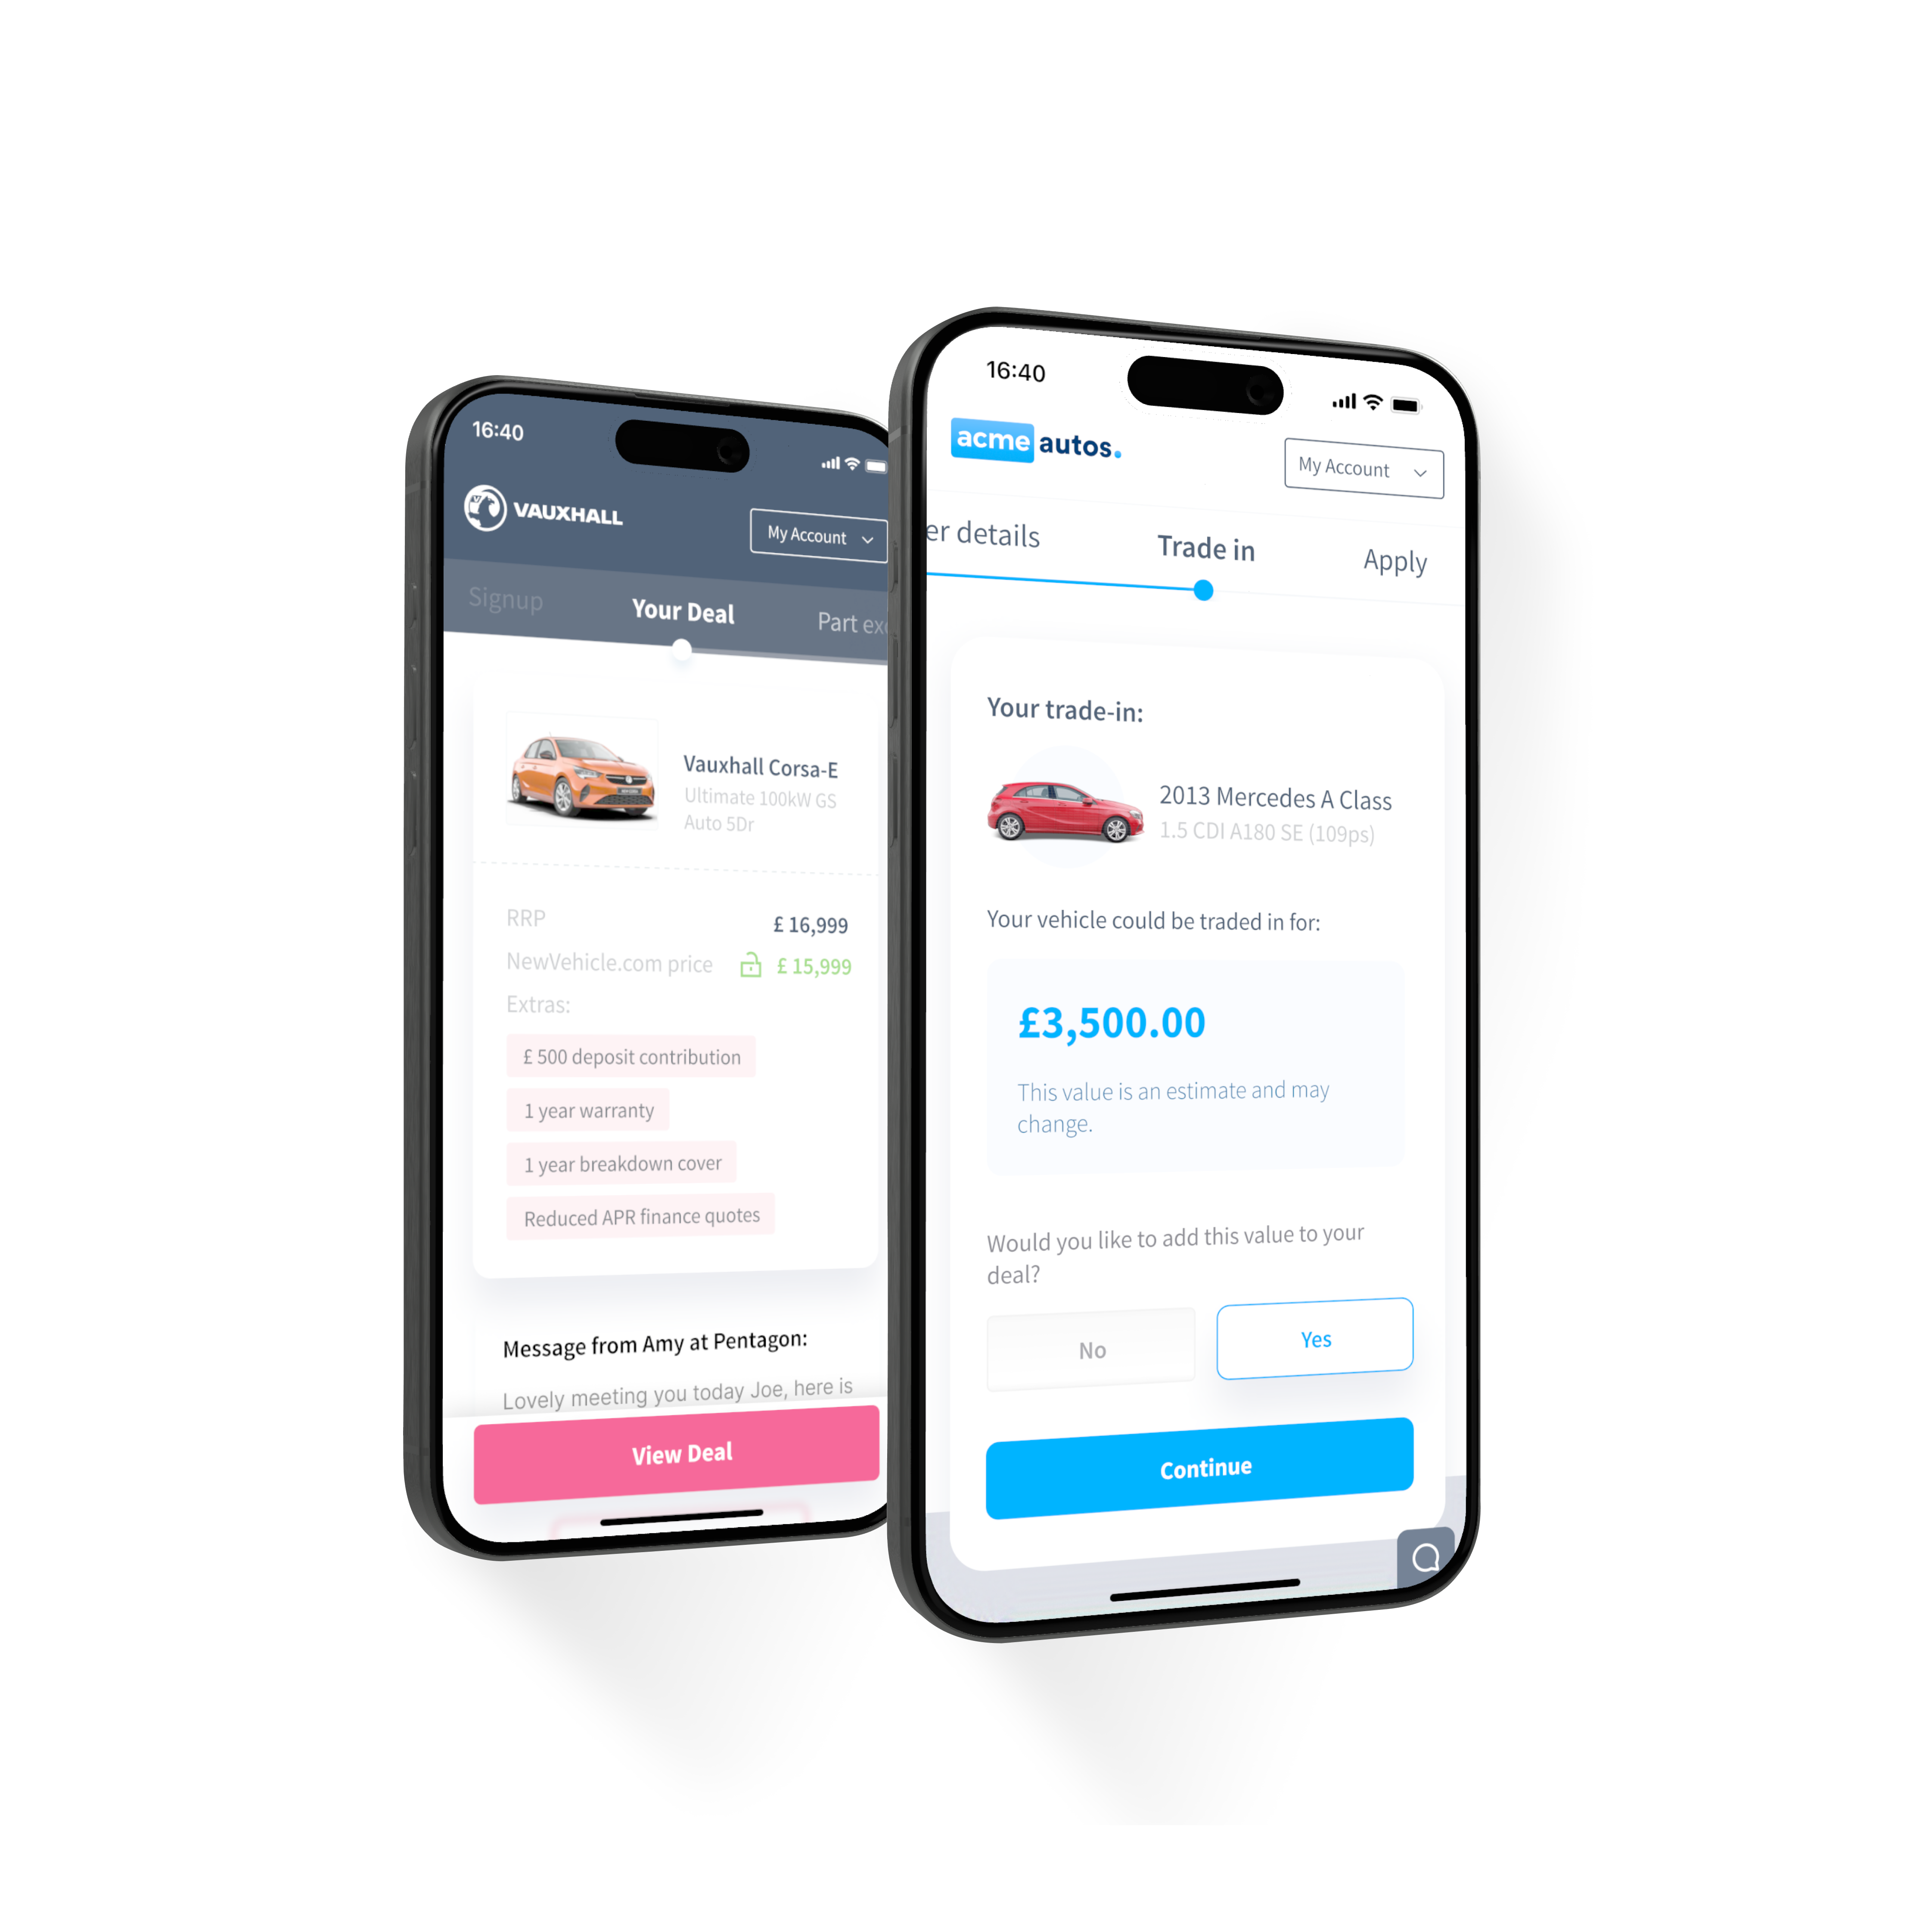 16:40
VAUXHALL
My Account
Signup
Your Deal
Part
Vauxhall Corsa-E
Ultimate 100kW GS
Auto 5Dr
RRP
£ 16,999
NewVehicle.com price
£ 15,999
Extras:
£ 500 deposit contribution
1 year warranty
1 year breakdown cover
Reduced APR finance quotes
Message from Amy at Pentagon:
Lovely meeting you today Joe, here is
View Deal
16:40
acme autos.
My Account
er details
Trade in
Apply
Your trade-in:
2013 Mercedes A Class
1.5 CDI A180 SE (109ps)
Your vehicle could be traded in for:
£3,500.00
This value is an estimate and may
change.
Would you like to add this value to your
deal?
No
Yes
Continue